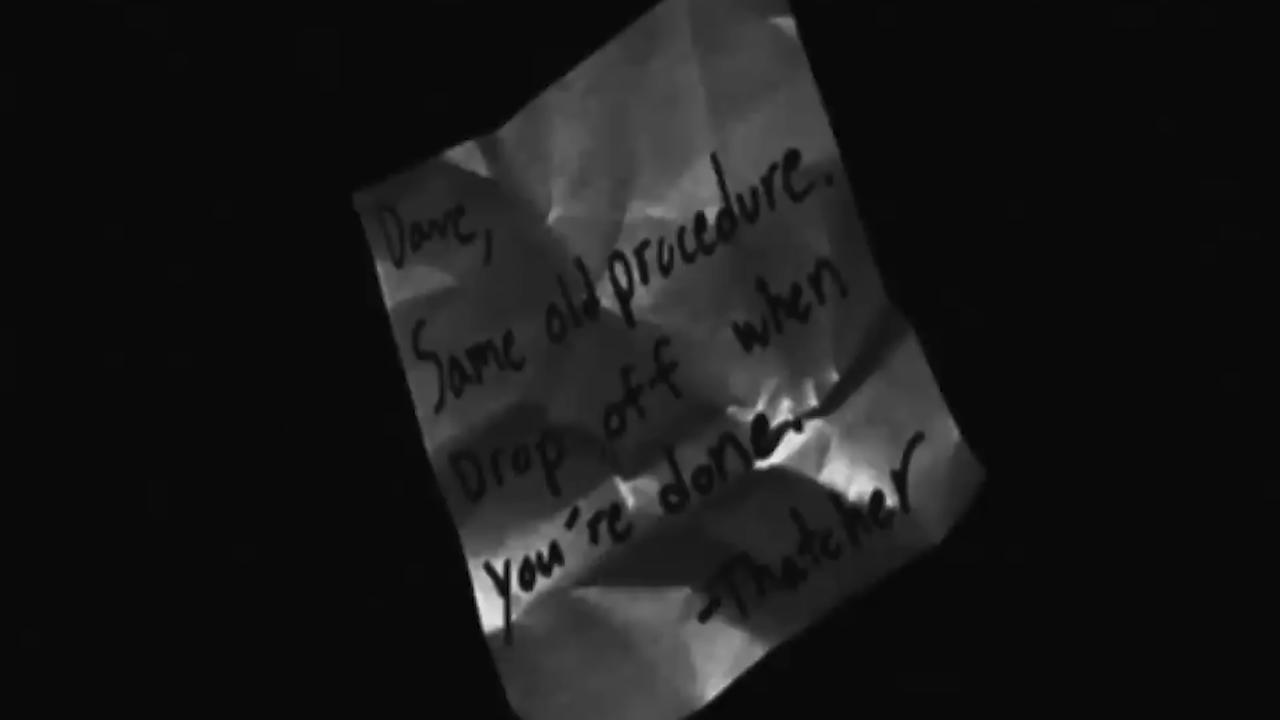 Dave,
Same old procedure.
Drop off when
you're done.
-Thatcher